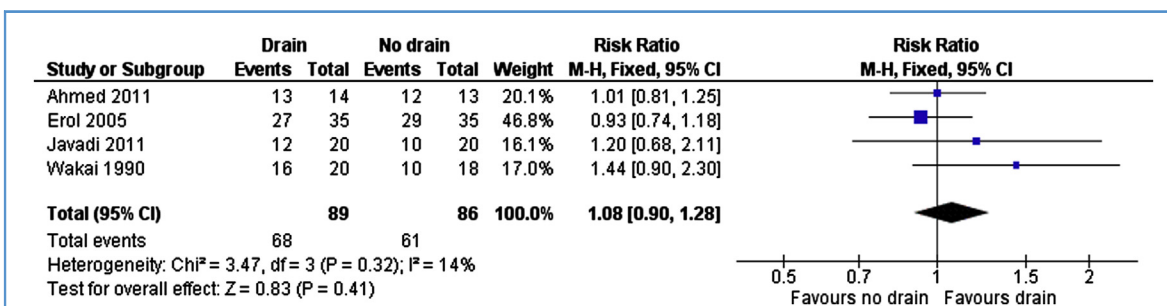 Drain No drain Risk Ratio Risk Ratio
Study or Subgroup Events Total Events Total Weight M-H, Fixed, 95% CI M-H, Fixed, 95% CI
Ahmed 2011 13 14 12 13 20.1% 1.01 [0.81, 1.25]
Erol 2005 27 35 29 35 46.8% 0.93 [0.74, 1.18]
Javadi 2011 12 20 10 20 16.1% 1.20 [0.68, 2.11]
Wakai 1990 16 20 10 18 17.0% 1.44 [0.90, 2.30]
Total (95% CI) 89 86 100.0% 1.08 [0.90, 1.28]
Total events 68 61
Heterogeneity: Chi² = 3.47, df = 3 (P = 0.32); I² = 14%
Test for overall effect: Z = 0.83 (P = 0.41)
0.5 0.7 1 1.5 2
Favours no drain Favours drain